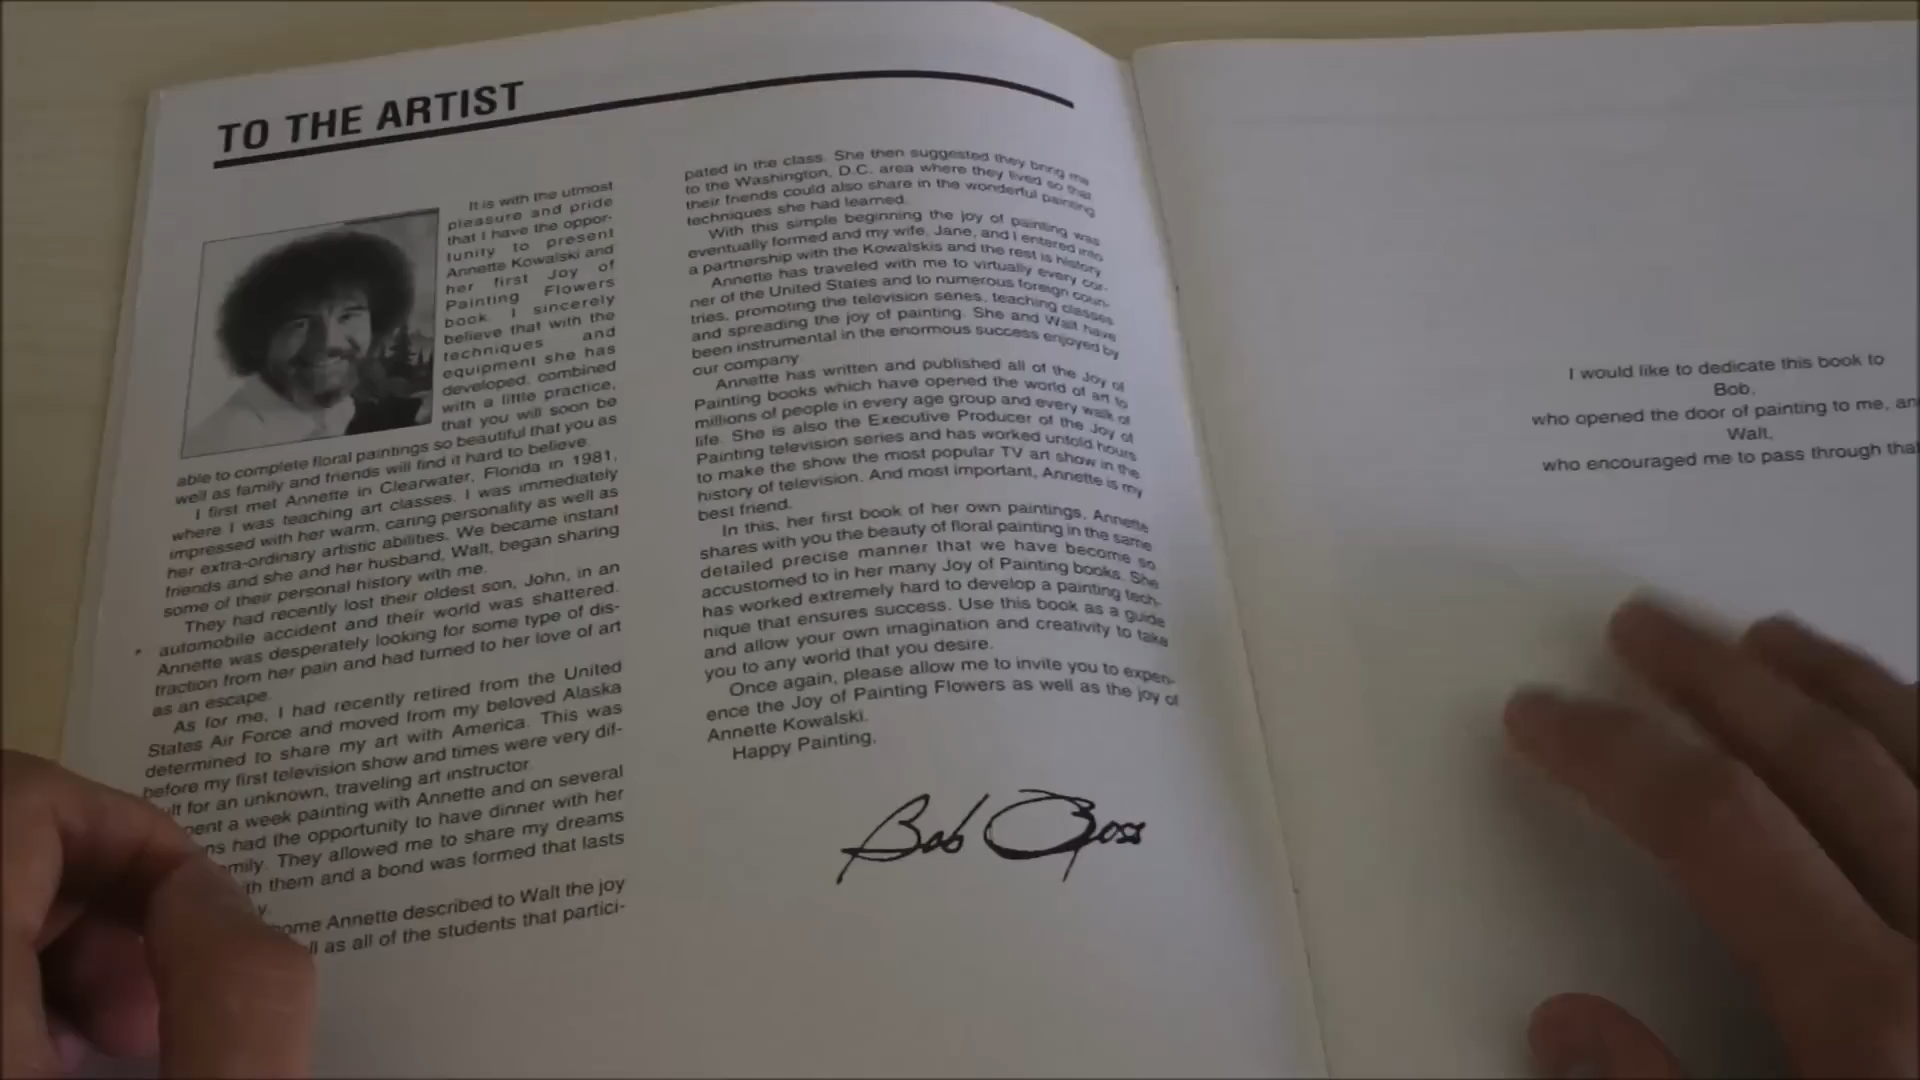 TO THE ARTIST
It is with the utmost
pleasure and pride
that I have the oppor-
tunity to present
Annette Kowalski and
her first Joy of
Painting Flowers
book. I sincerely
believe that with the
techniques and
equipment she has
developed, combined
with a little practice,
that you will soon be
able to complete floral paintings so beautiful that you as
well as family and friends will find it hard to believe.
I first met Annette in Clearwater, Florida in 1981,
where I was teaching art classes. I was immediately
impressed with her warm, caring personality as well as
her extra-ordinary artistic abilities. We became instant
friends and she and her husband, Walt, began sharing
some of their personal history with me.
They had recently lost their oldest son, John, in an
automobile accident and their world was shattered.
Annette was desperately looking for some type of dis-
traction from her pain and had turned to her love of art
as an escape.
As for me, I had recently retired from the United
States Air Force and moved from my beloved Alaska
determined to share my art with America. This was
before my first television show and times were very dif-
for an unknown, traveling art instructor.
a week painting with Annette and on several
had the opportunity to have dinner with her
They allowed me to share my dreams
them and a bond was formed that lasts
Annette described to Walt the joy
as all of the students that partici-
pated in the class. She then suggested they bring me
to the Washington, D.C. area where they lived so that
their friends could also share in the wonderful painting
techniques she had learned.
With this simple beginning the joy of painting was
eventually formed and my wife, Jane, and I entered into
a partnership with the Kowalskis and the rest is history.
Annette has traveled with me to virtually every cor-
ner of the United States and to numerous foreign coun-
tries, promoting the television series, teaching classes
and spreading the joy of painting. She and Walt have
been instrumental in the enormous success enjoyed by
our company.
Annette has written and published all of the Joy of
Painting books which have opened the world of art to
millions of people in every age group and every walk of
life. She is also the Executive Producer of the Joy of
Painting television series and has worked untold hours
to make the show the most popular TV art show in the
history of television. And most important, Annette is my
best friend.
In this, her first book of her own paintings, Annette
shares with you the beauty of floral painting in the same
detailed precise manner that we have become so
accustomed to in her many Joy of Painting books. She
has worked extremely hard to develop a painting tech-
nique that ensures success. Use this book as a guide
and allow your own imagination and creativity to take
you to any world that you desire.
Once again, please allow me to invite you to experi-
ence the Joy of Painting Flowers as well as the joy of
Annette Kowalski.
Happy Painting,
Bob Ross
I would like to dedicate this book to
Bob,
who opened the door of painting to me, an
Walt,
who encouraged me to pass through that